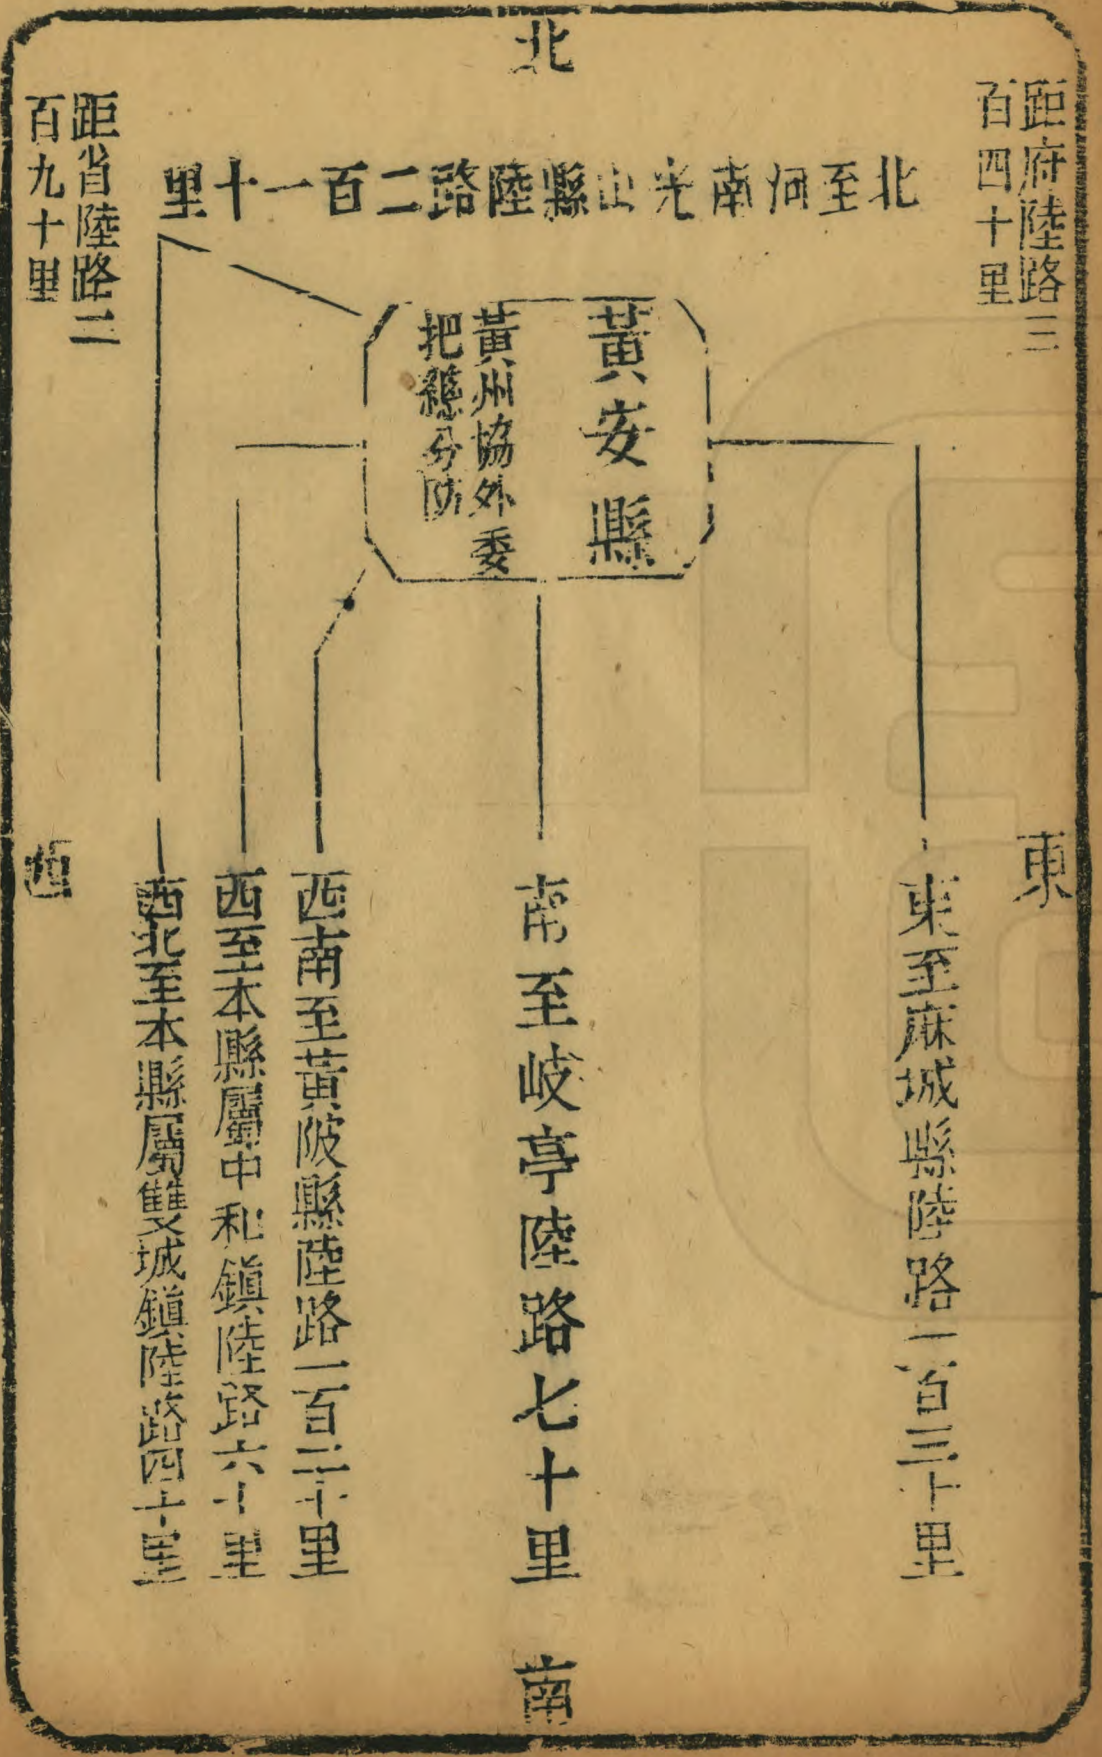 北
距府陸路三
百四十里
北至河南光山縣陸路二百一十里
距省陸路二
百九十里
黃安縣
黃州協外委
把總分防
東
東至麻城縣陸路一百三十里
南至岐亭陸路七十里
西南至黃陂縣陸路一百二十里
西至本縣屬中和鎮陸路六十里
西北至本縣屬雙城鎮陸路四十里
西
南